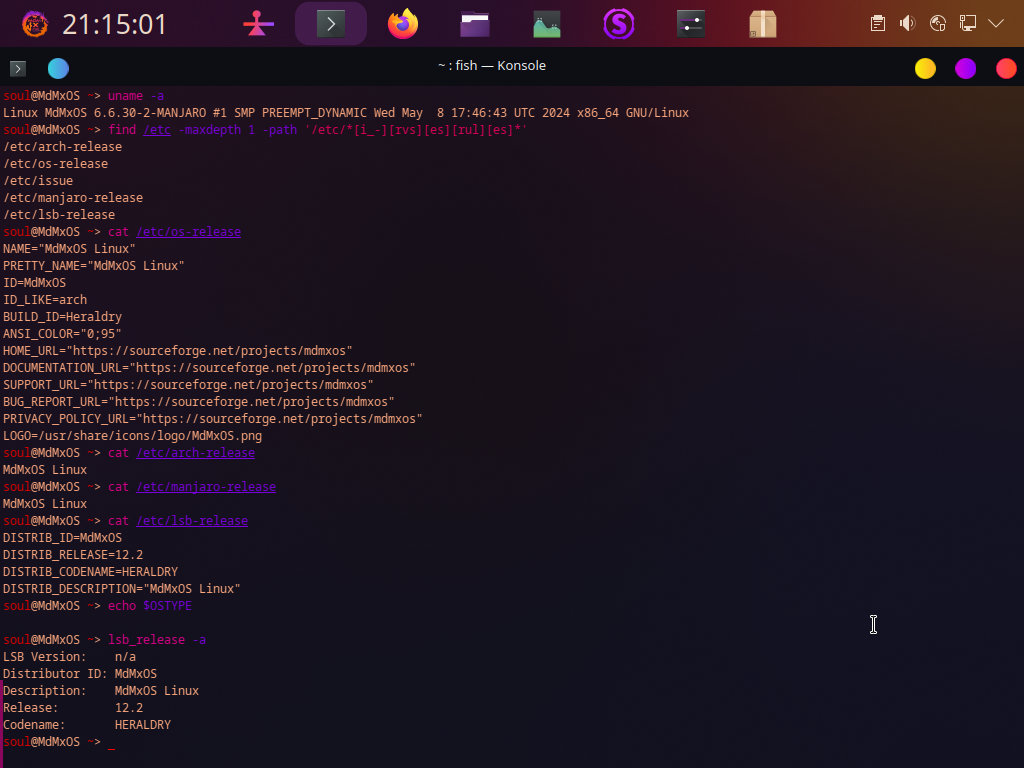 21:15:01
~ : fish — Konsole
soul@MdMxOS ~> uname -a
Linux MdMxOS 6.6.30-2-MANJARO #1 SMP PREEMPT_DYNAMIC Wed May  8 17:46:43 UTC 2024 x86_64 GNU/Linux
soul@MdMxOS ~> find /etc -maxdepth 1 -path '/etc/*[i_-][rvs][es][rul][es]*'
/etc/arch-release
/etc/os-release
/etc/issue
/etc/manjaro-release
/etc/lsb-release
soul@MdMxOS ~> cat /etc/os-release
NAME="MdMxOS Linux"
PRETTY_NAME="MdMxOS Linux"
ID=MdMxOS
ID_LIKE=arch
BUILD_ID=Heraldry
ANSI_COLOR="0;95"
HOME_URL="https://sourceforge.net/projects/mdmxos"
DOCUMENTATION_URL="https://sourceforge.net/projects/mdmxos"
SUPPORT_URL="https://sourceforge.net/projects/mdmxos"
BUG_REPORT_URL="https://sourceforge.net/projects/mdmxos"
PRIVACY_POLICY_URL="https://sourceforge.net/projects/mdmxos"
LOGO=/usr/share/icons/logo/MdMxOS.png
soul@MdMxOS ~> cat /etc/arch-release
MdMxOS Linux
soul@MdMxOS ~> cat /etc/manjaro-release
MdMxOS Linux
soul@MdMxOS ~> cat /etc/lsb-release
DISTRIB_ID=MdMxOS
DISTRIB_RELEASE=12.2
DISTRIB_CODENAME=HERALDRY
DISTRIB_DESCRIPTION="MdMxOS Linux"
soul@MdMxOS ~> echo $OSTYPE

soul@MdMxOS ~> lsb_release -a
LSB Version:    n/a
Distributor ID: MdMxOS
Description:    MdMxOS Linux
Release:        12.2
Codename:       HERALDRY
soul@MdMxOS ~> _